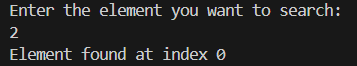 Enter the element you want to search:
2
Element found at index 0